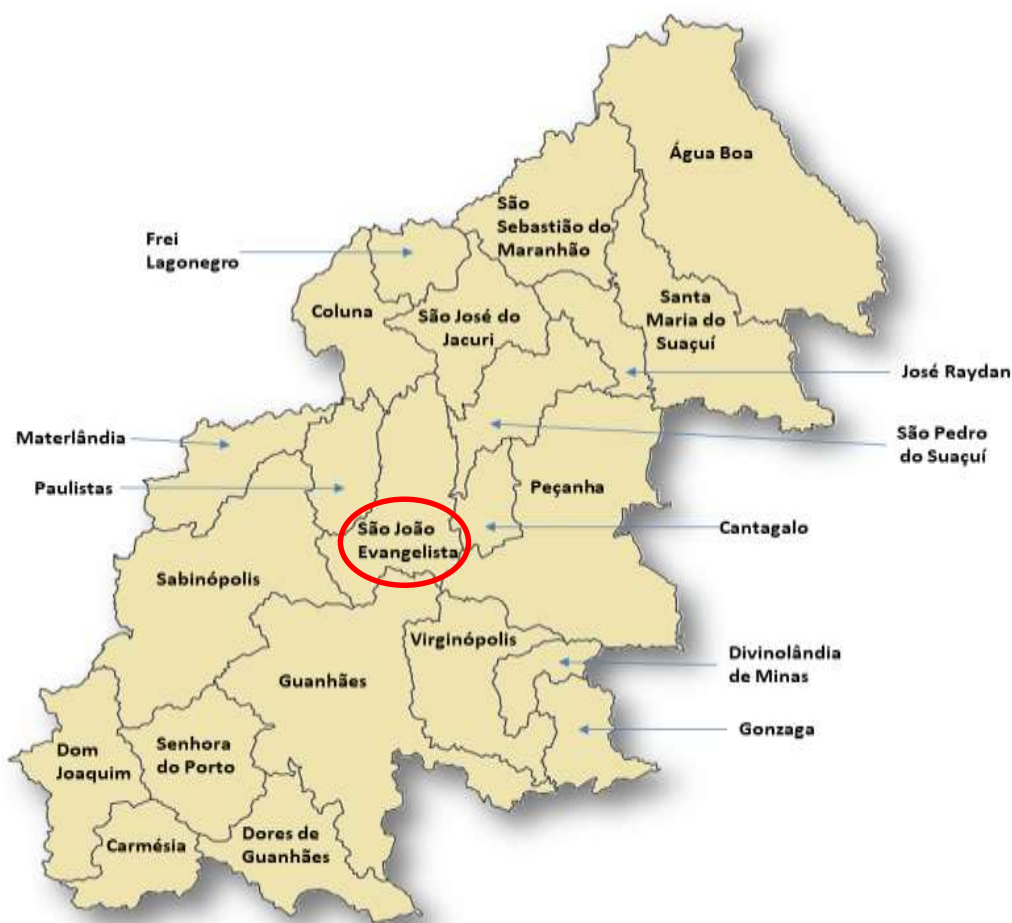 Água Boa
São
Sebastião do
Maranhão
Frei
Lagonegro
Coluna
São José do
Jacuri
Santa
Maria do
Suaçuí
José Raydan
Materlândia
São Pedro
do Suaçuí
Paulistas
Peçanha
Cantagalo
São João
Evangelista
Sabinópolis
Virginópolis
Divinolândia
de Minas
Guanhães
Gonzaga
Dom
Joaquim
Senhora
do Porto
Carmésia
Dores de
Guanhães